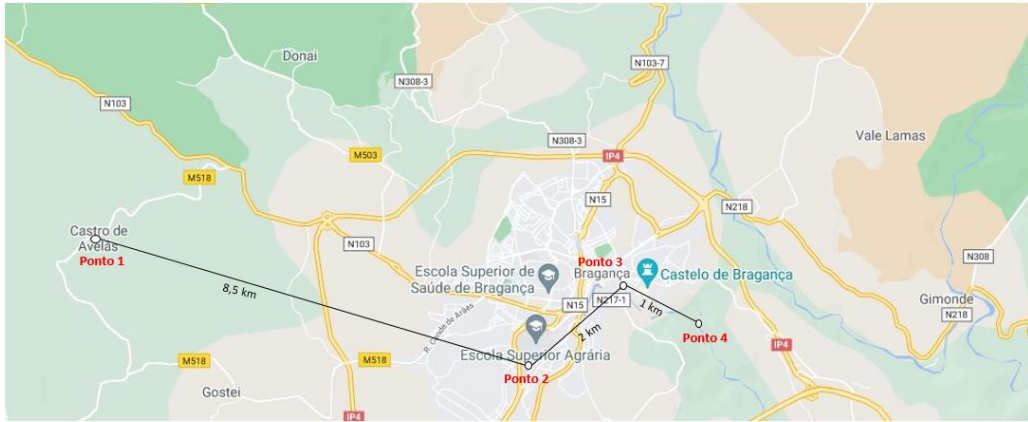 Donai
N308-3
N103-7
N103
N308-3
Vale Lamas
M503
IP4
M518
N15
N218
Castro de
Avelãs
Ponto 1
N103
Ponto 3
Bragança
N308
8,5 km
Escola Superior de
Saúde de Bragança
Castelo de Bragança
N15
N217-1
1 km
Gimonde
N218
R. Conde de Arães
2 km
Ponto 4
IP4
Escola Superior Agrária
M518
M518
Ponto 2
Gostei
IP4